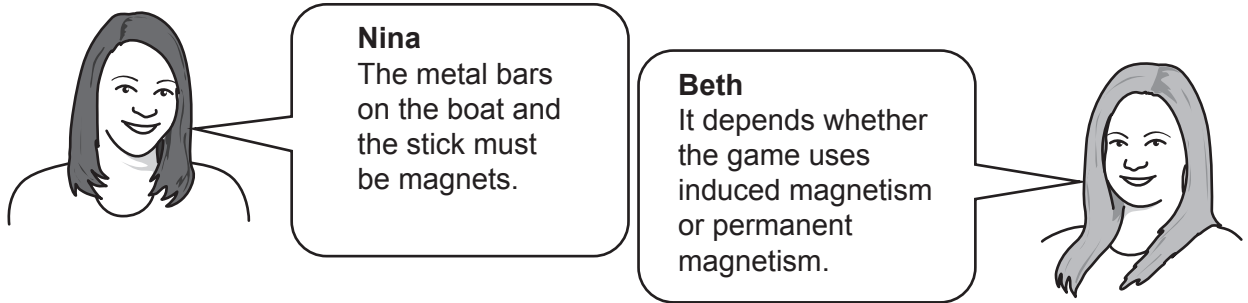 Nina
The metal bars
on the boat and
the stick must
be magnets.
Beth
It depends whether
the game uses
induced magnetism
or permanent
magnetism.